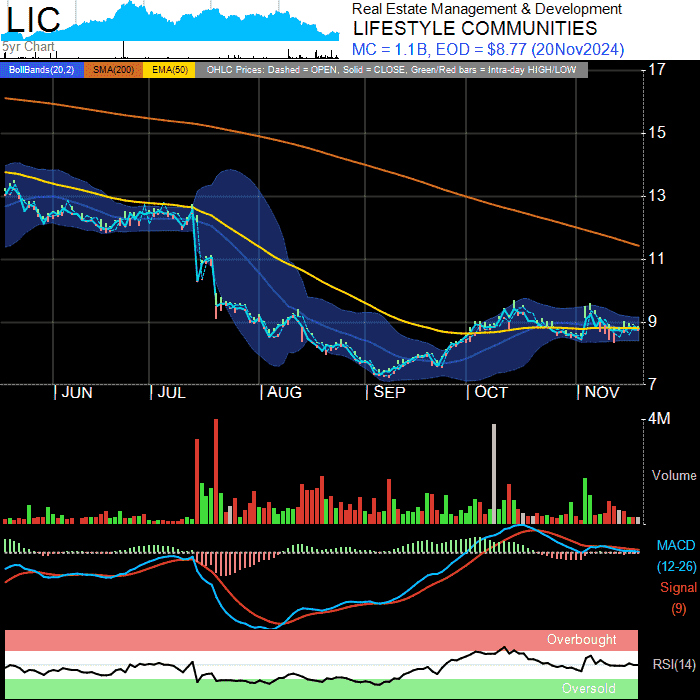 LIC
5yr Chart
Real Estate Management & Development
LIFESTYLE COMMUNITIES
MC = 1.1B, EOD = $8.77 (20Nov2024)
BollBands(20,2) SMA(200) EMA(50) OHLC Prices: Dashed = OPEN, Solid = CLOSE, Green/Red bars = Intra-day HIGH/LOW
17
15
13
11
9
7
JUN JUL AUG SEP OCT NOV
4M
Volume
MACD
(12-26)
Signal
(9)
Overbought
RSI(14)
Oversold